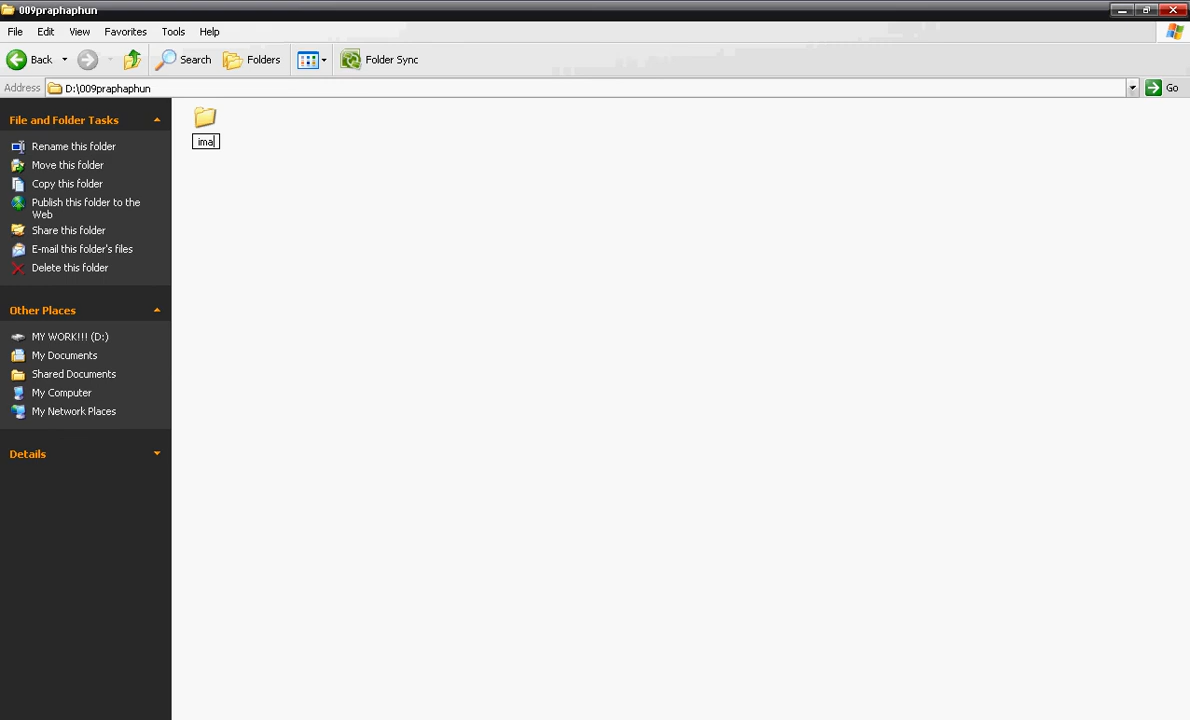 009praphaphun
File Edit View Favorites Tools Help
Back Search Folders Folder Sync
Address D:\009praphaphun Go
File and Folder Tasks
Rename this folder
Move this folder
Copy this folder
Publish this folder to the
Web
Share this folder
E-mail this folder's files
Delete this folder
Other Places
MY WORK!!! (D:)
My Documents
Shared Documents
My Computer
My Network Places
Details
ima